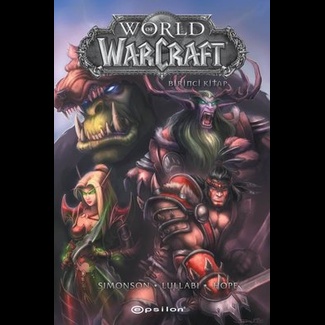 WORLD
OF
WARCRAFT
BİRİNCİ KİTAP
SIMONSON • LULLABI • HOPE
epsilon